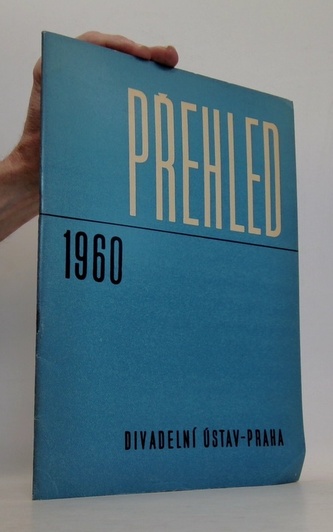 PŘEHLED
1960
DIVADELNÍ ÚSTAV-PRAHA